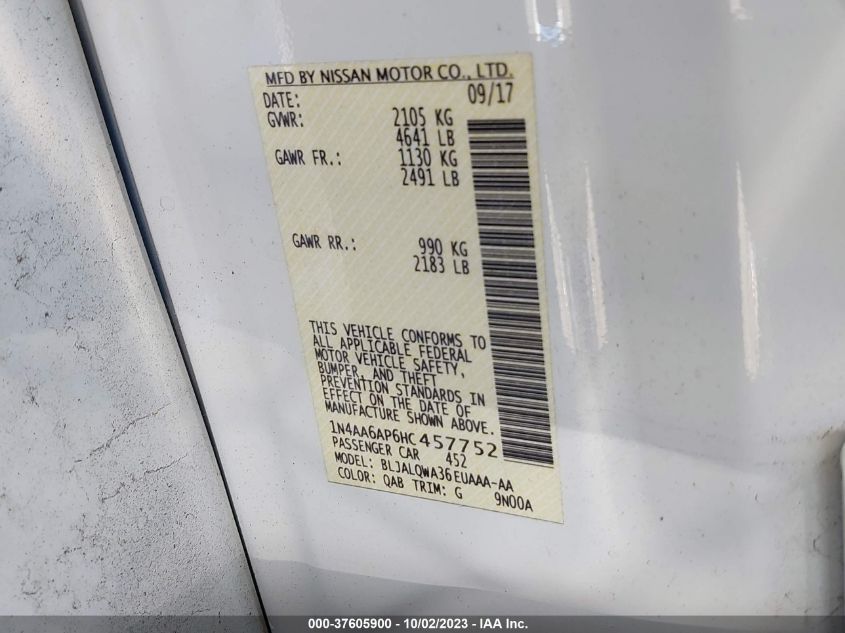 MFD BY NISSAN MOTOR CO., LTD.
DATE: 09/17
GVWR: 2105 KG
4641 LB
GAWR FR.: 1130 KG
2491 LB
GAWR RR.: 990 KG
2183 LB
THIS VEHICLE CONFORMS TO
ALL APPLICABLE FEDERAL
MOTOR VEHICLE SAFETY,
BUMPER, AND THEFT
PREVENTION STANDARDS IN
EFFECT ON THE DATE OF
MANUFACTURE SHOWN ABOVE.
1N4AA6AP6HC457752
PASSENGER CAR 452
MODEL: BLJALQWA36EUAAA-AA
COLOR: QAB TRIM: G 9N00A
000-37605900 - 10/02/2023 - IAA Inc.